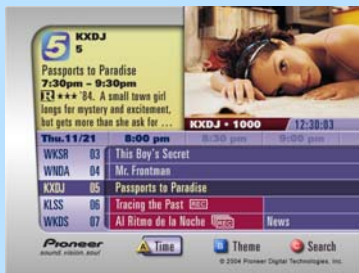 5 KXDJ
5
Passports to Paradise
7:30pm – 9:30pm
R ★★★ '84. A small town girl
longs for mystery and excitement,
but gets more than she ask for ...
KXDJ • 1000 12:30:03
Thu.11/21 8:00 pm 8:30 pm 9:00 pm
WKSR 03 This Boy's Secret
WNDA 04 Mr. Frontman
KXDJ 05 Passports to Paradise
KLSS 06 Tracing the Past REC
WKDS 07 Al Ritmo de la Noche REC News
Pioneer
sound.vision.soul
A Time B Theme C Search
© 2004 Pioneer Digital Technologies, Inc.